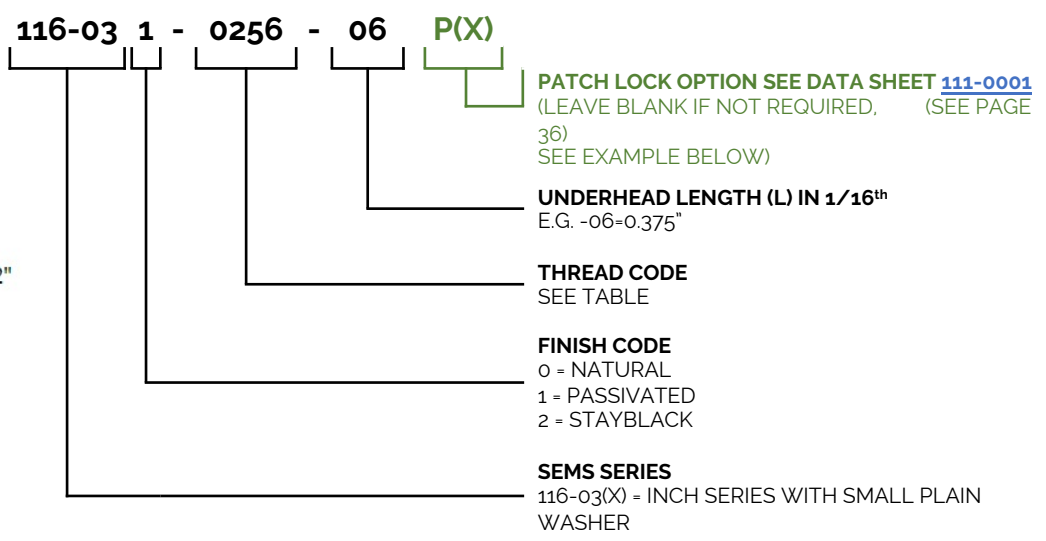 116-03 1 - 0256 - 06 P(X)
PATCH LOCK OPTION SEE DATA SHEET 111-0001
(LEAVE BLANK IF NOT REQUIRED, (SEE PAGE
36)
SEE EXAMPLE BELOW)
UNDERHEAD LENGTH (L) IN 1/16th
E.G. -06=0.375"
2"
THREAD CODE
SEE TABLE
FINISH CODE
0 = NATURAL
1 = PASSIVATED
2 = STAYBLACK
SEMS SERIES
116-03(X) = INCH SERIES WITH SMALL PLAIN
WASHER